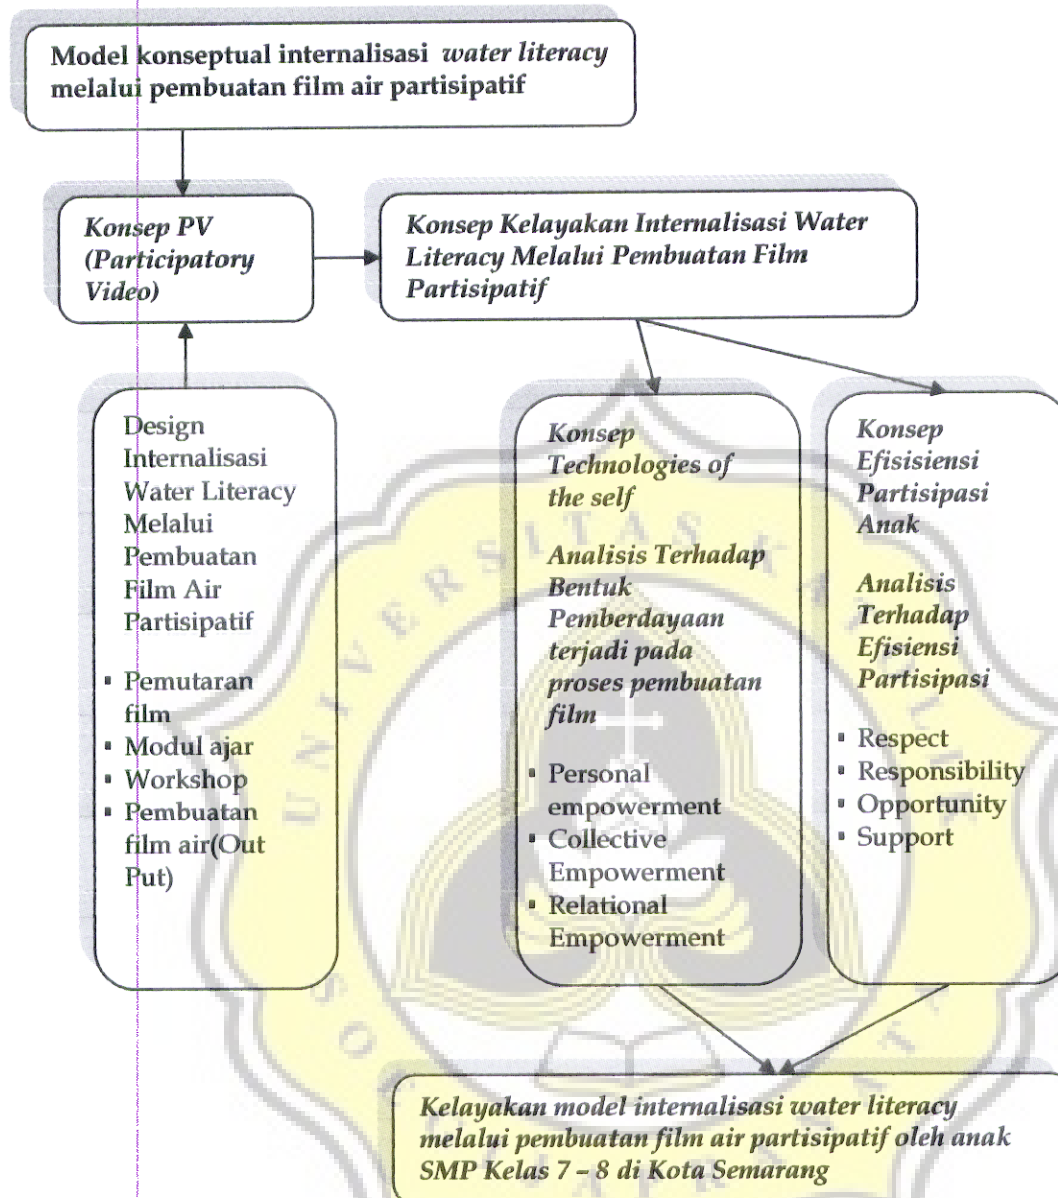 Model konseptual internalisasi water literacy
melalui pembuatan film air partisipatif
Konsep PV
(Participatory
Video)
Konsep Kelayakan Internalisasi Water
Literacy Melalui Pembuatan Film
Partisipatif
Design
Internalisasi
Water Literacy
Melalui
Pembuatan
Film Air
Partisipatif
▪ Pemutaran
film
▪ Modul ajar
▪ Workshop
▪ Pembuatan
film air(Out
Put)
Konsep
Technologies of
the self
Analisis Terhadap
Bentuk
Pemberdayaan
terjadi pada
proses pembuatan
film
▪ Personal
empowerment
▪ Collective
Empowerment
▪ Relational
Empowerment
Konsep
Efisisiensi
Partisipasi
Anak
Analisis
Terhadap
Efisiensi
Partisipasi
▪ Respect
▪ Responsibility
▪ Opportunity
▪ Support
Kelayakan model internalisasi water literacy
melalui pembuatan film air partisipatif oleh anak
SMP Kelas 7 – 8 di Kota Semarang